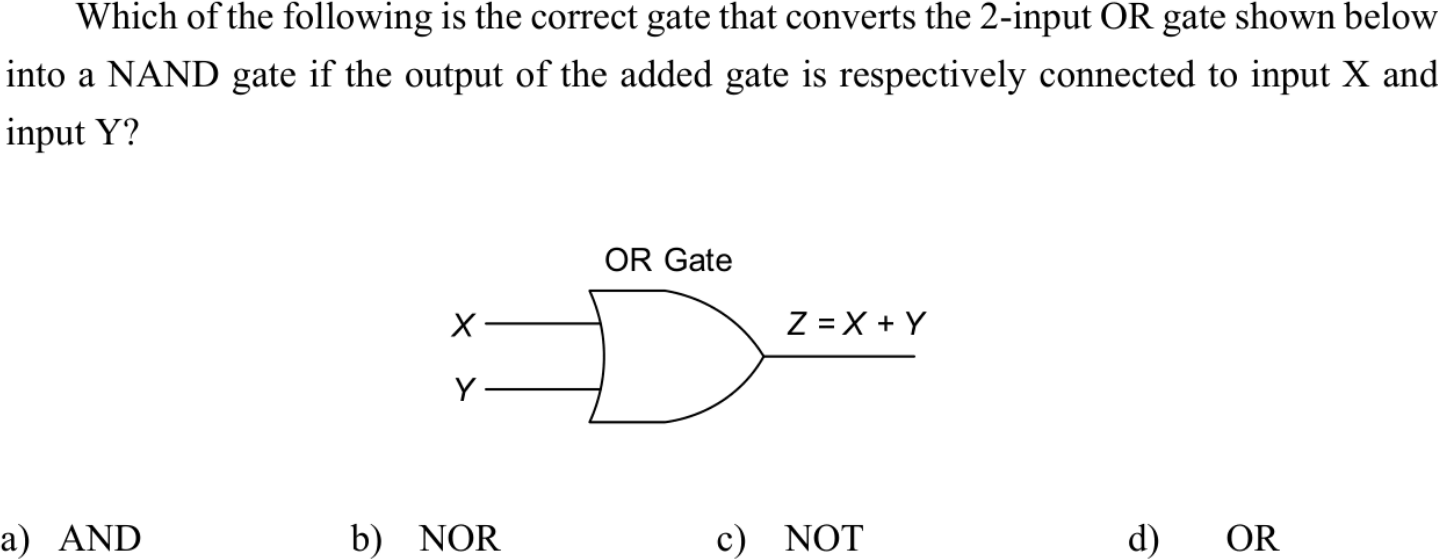 Which of the following is the correct gate that converts the 2-input OR gate shown below
into a NAND gate if the output of the added gate is respectively connected to input X and
input Y?
OR Gate
X
Z = X + Y
Y
a) AND b) NOR c) NOT d) OR